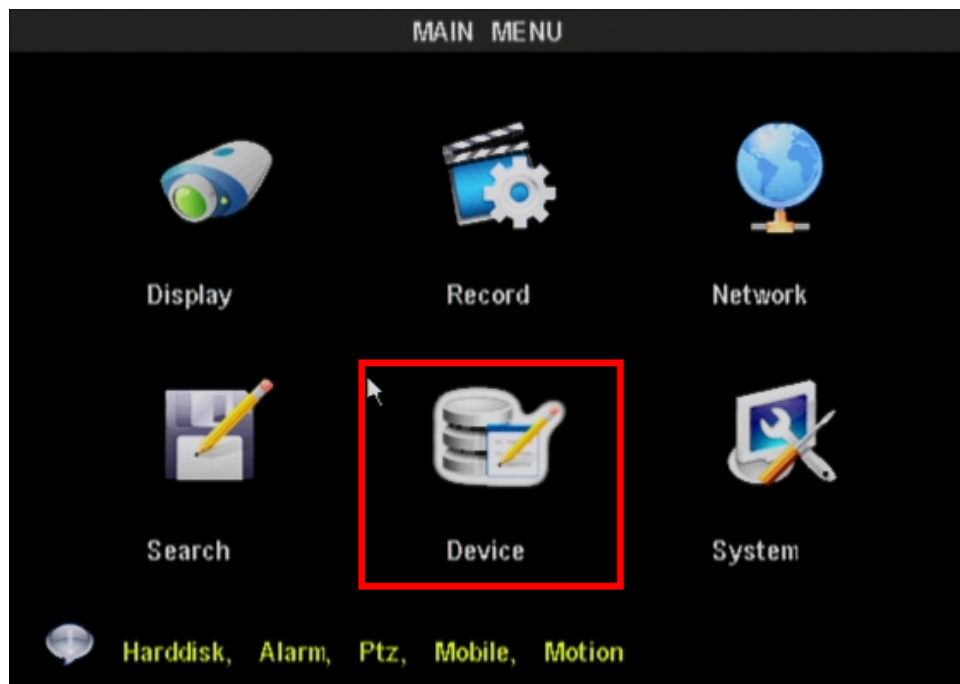 MAIN MENU
Display Record Network
Search Device System
Harddisk, Alarm, Ptz, Mobile, Motion